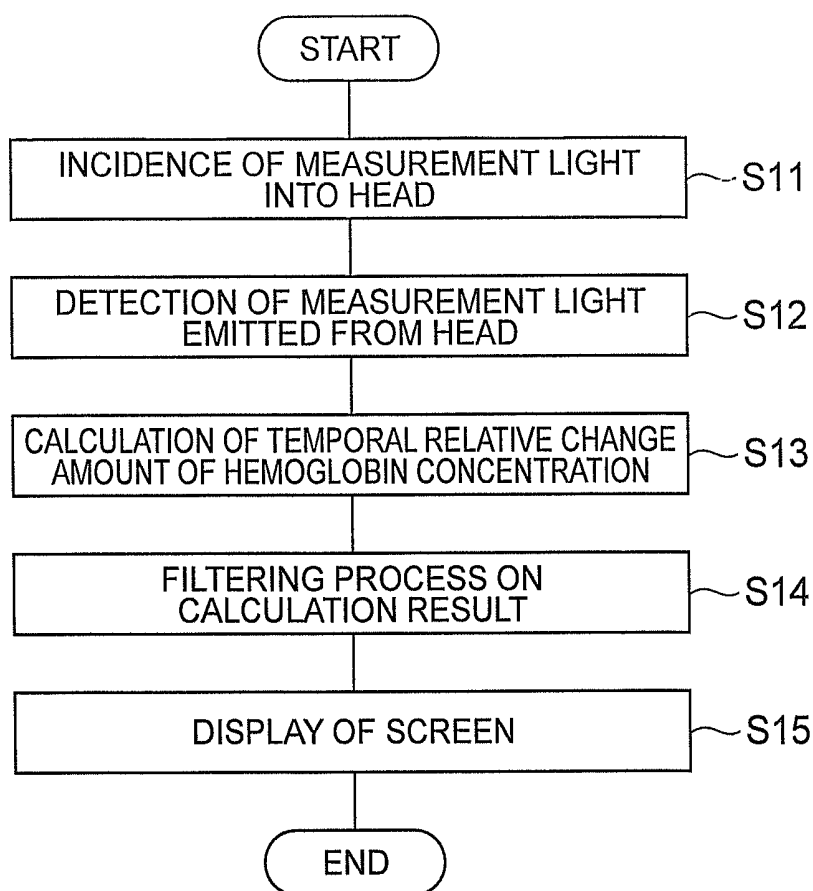 START
INCIDENCE OF MEASUREMENT LIGHT
INTO HEAD
S11
DETECTION OF MEASUREMENT LIGHT
EMITTED FROM HEAD
S12
CALCULATION OF TEMPORAL RELATIVE CHANGE
AMOUNT OF HEMOGLOBIN CONCENTRATION
S13
FILTERING PROCESS ON
CALCULATION RESULT
S14
DISPLAY OF SCREEN
S15
END